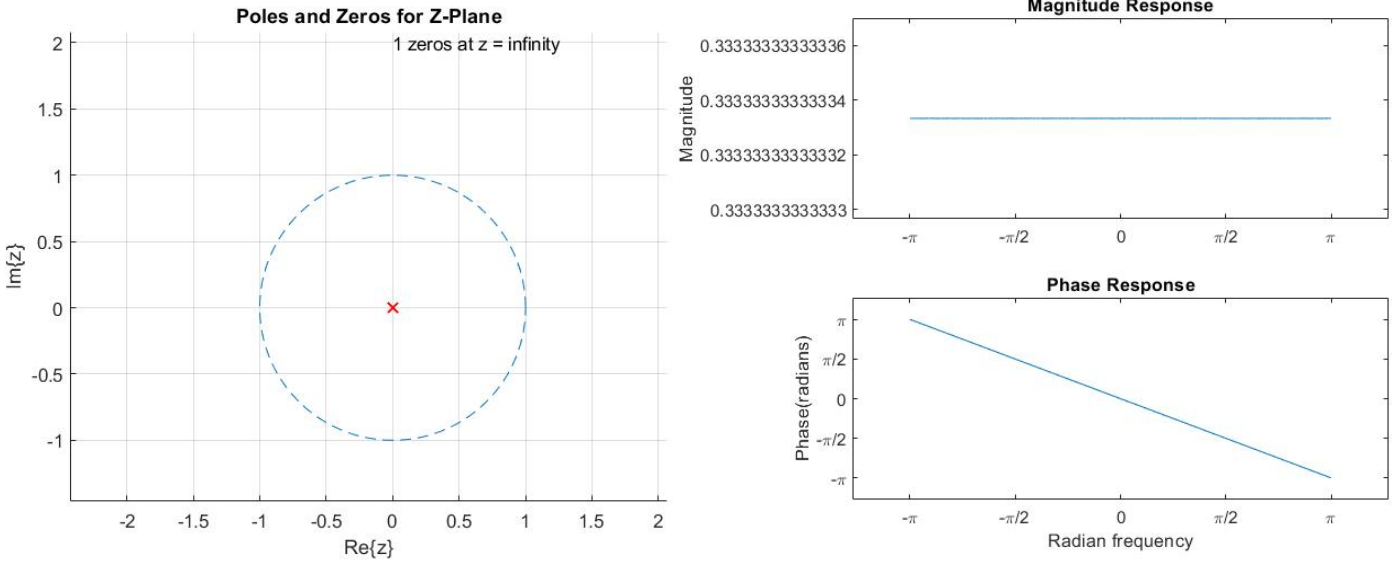 Poles and Zeros for Z-Plane
1 zeros at z = infinity
2
1.5
1
0.5
0
-0.5
-1
Im{z}
-2
-1.5
-1
-0.5
0
0.5
1
1.5
2
Re{z}
Magnitude Response
0.33333333333336
0.33333333333334
0.33333333333332
0.3333333333333
Magnitude
-π
-π/2
0
π/2
π
Phase Response
π
π/2
0
-π/2
-π
Phase(radians)
-π
-π/2
0
π/2
π
Radian frequency